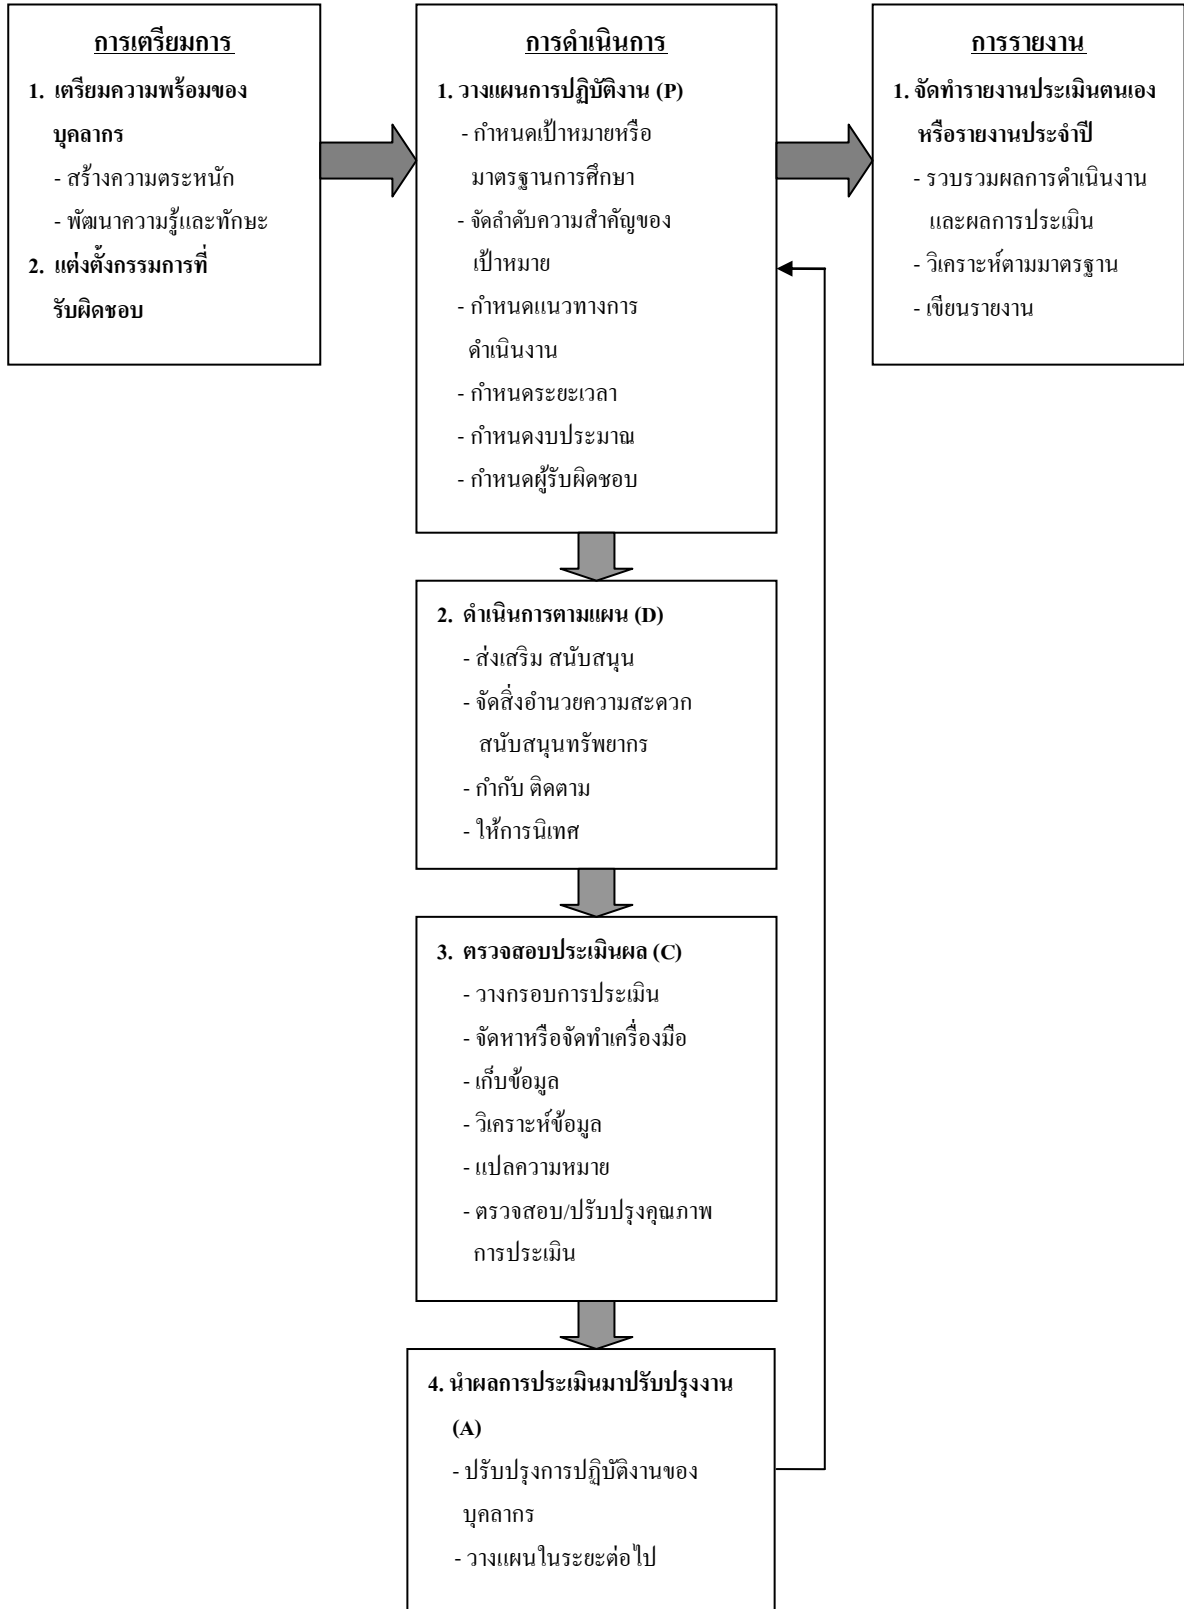 การเตรียมการ
1. เตรียมความพร้อมของ
บุคลากร
- สร้างความตระหนัก
- พัฒนาความรู้และทักษะ
2. แต่งตั้งกรรมการที่
รับผิดชอบ
การดำเนินการ
1. วางแผนการปฏิบัติงาน (P)
- กำหนดเป้าหมายหรือ
มาตรฐานการศึกษา
- จัดลำดับความสำคัญของ
เป้าหมาย
- กำหนดแนวทางการ
ดำเนินงาน
- กำหนดระยะเวลา
- กำหนดงบประมาณ
- กำหนดผู้รับผิดชอบ
การรายงาน
1. จัดทำรายงานประเมินตนเอง
หรือรายงานประจำปี
- รวบรวมผลการดำเนินงาน
และผลการประเมิน
- วิเคราะห์ตามมาตรฐาน
- เขียนรายงาน
2. ดำเนินการตามแผน (D)
- ส่งเสริม สนับสนุน
- จัดสิ่งอำนวยความสะดวก
สนับสนุนทรัพยากร
- กำกับ ติดตาม
- ให้การนิเทศ
3. ตรวจสอบประเมินผล (C)
- วางกรอบการประเมิน
- จัดหาหรือจัดทำเครื่องมือ
- เก็บข้อมูล
- วิเคราะห์ข้อมูล
- แปลความหมาย
- ตรวจสอบ/ปรับปรุงคุณภาพ
การประเมิน
4. นำผลการประเมินมาปรับปรุงงาน
(A)
- ปรับปรุงการปฏิบัติงานของ
บุคลากร
- วางแผนในระยะต่อไป